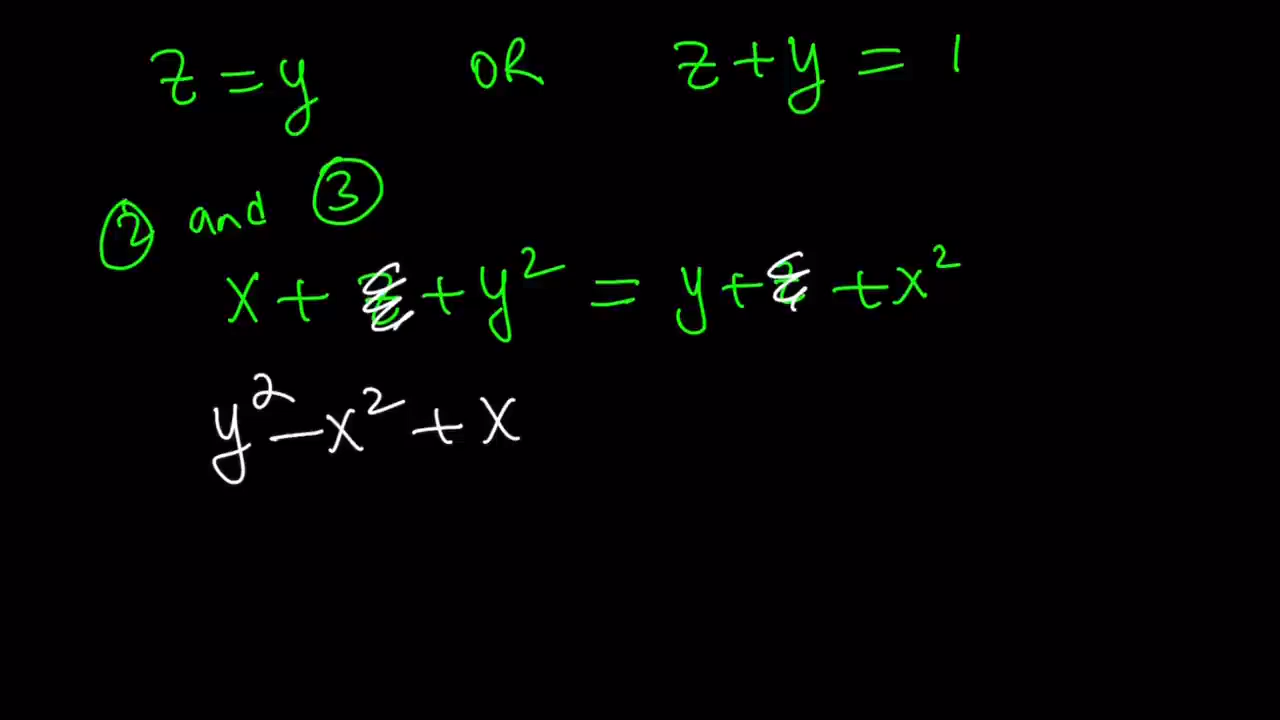 z = y OR z + y = 1
② and ③
x + z + y² = y + z + x²
y² - x² + x